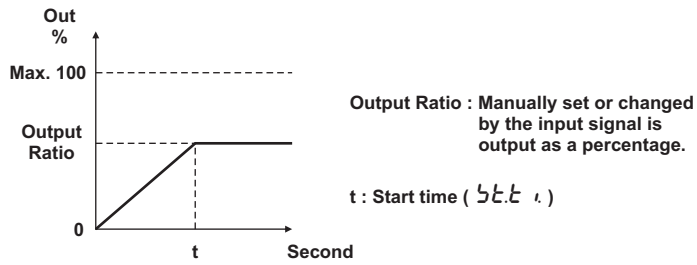 Out
%
Max. 100
Output
Ratio
0
t
Second
Output Ratio : Manually set or changed
by the input signal is
output as a percentage.
t : Start time ( St.t i. )